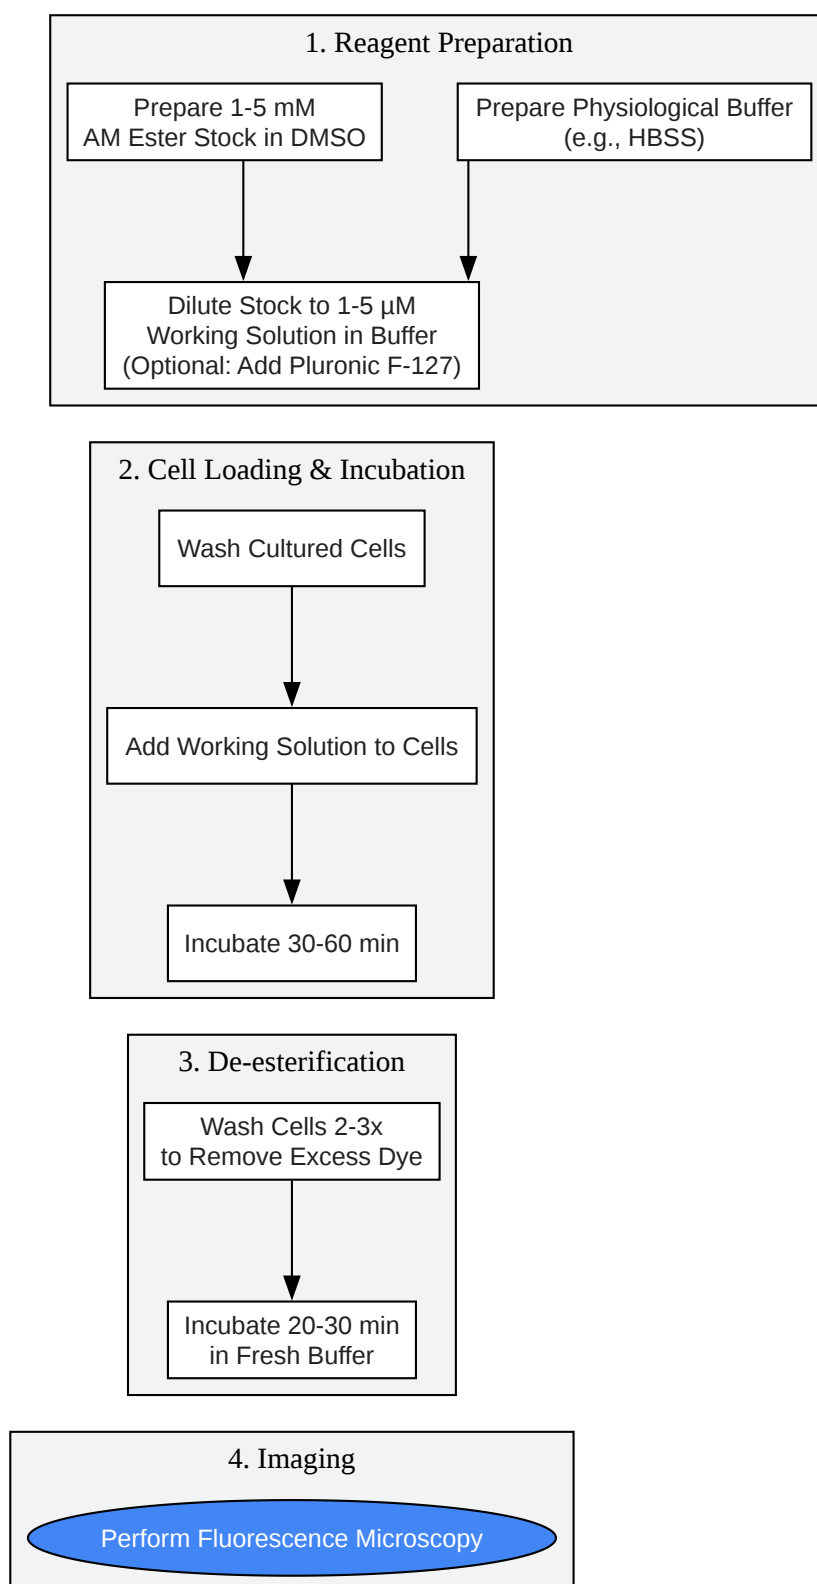 1. Reagent Preparation
Prepare 1-5 mM
AM Ester Stock in DMSO
Prepare Physiological Buffer
(e.g., HBSS)
Dilute Stock to 1-5 µM
Working Solution in Buffer
(Optional: Add Pluronic F-127)
2. Cell Loading & Incubation
Wash Cultured Cells
Add Working Solution to Cells
Incubate 30-60 min
3. De-esterification
Wash Cells 2-3x
to Remove Excess Dye
Incubate 20-30 min
in Fresh Buffer
4. Imaging
Perform Fluorescence Microscopy